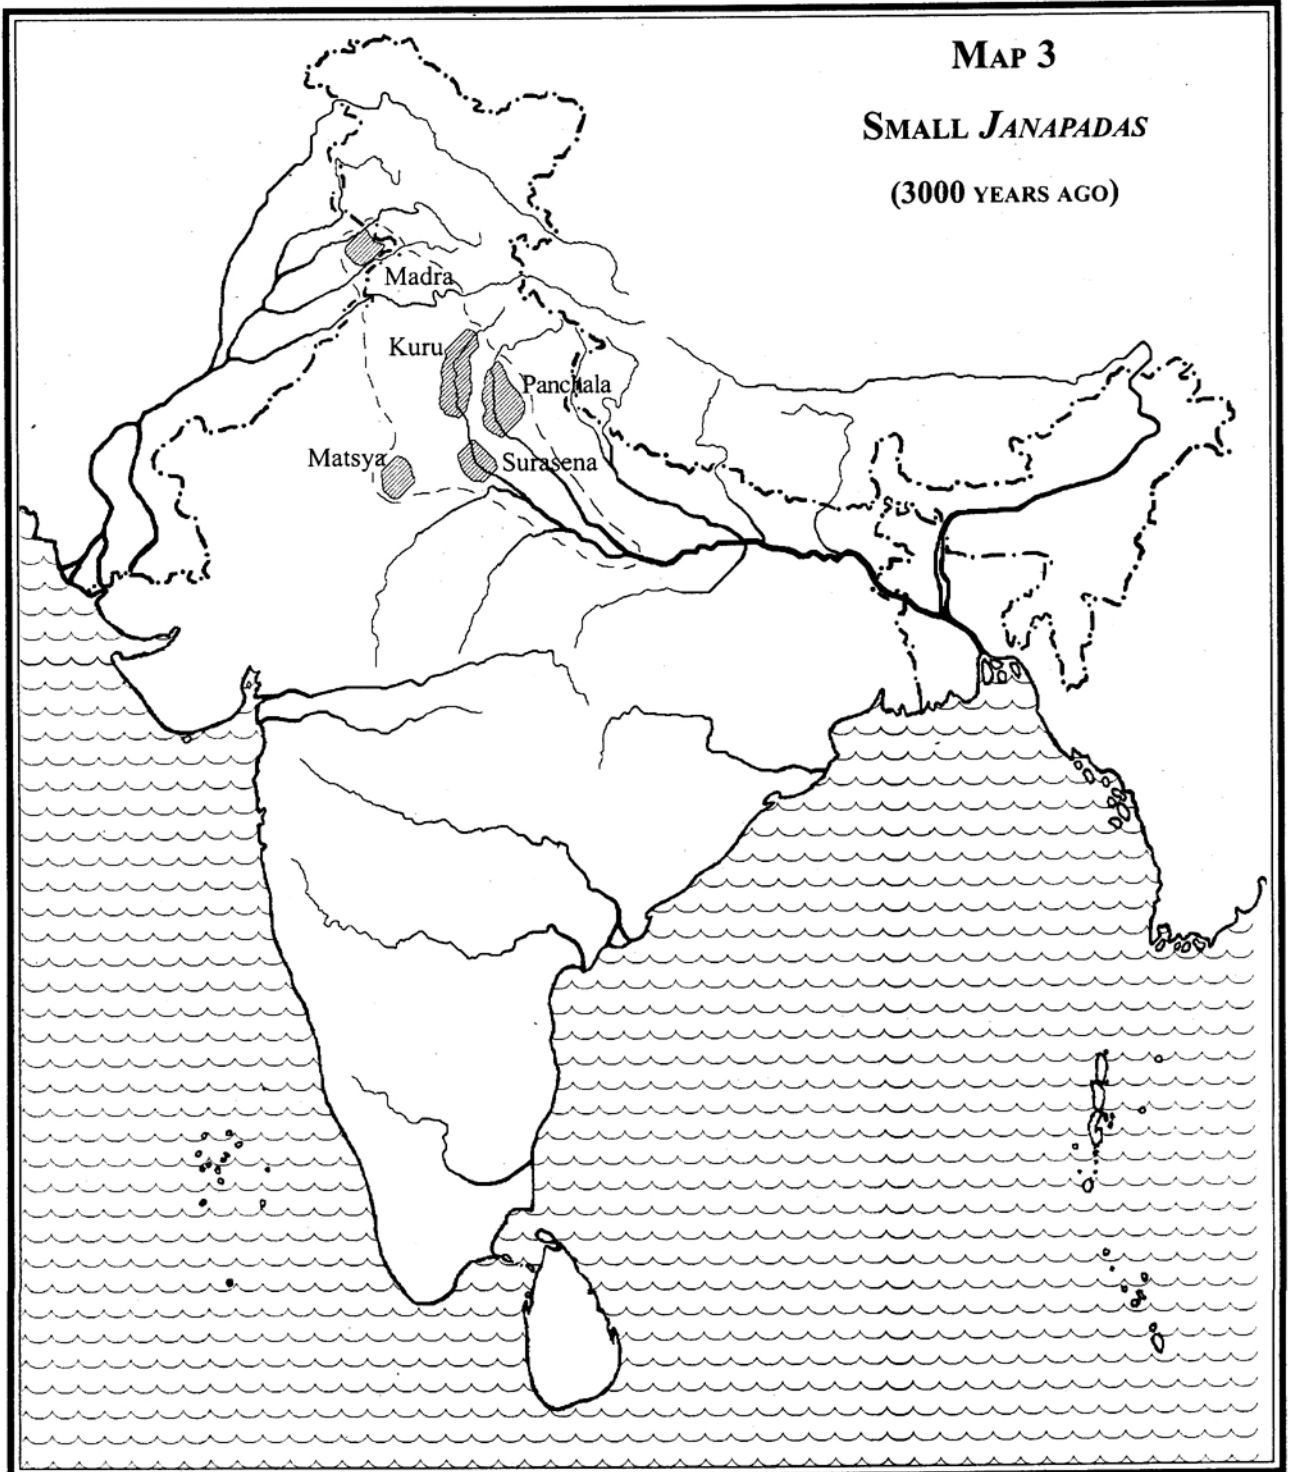 MAP 3
SMALL JANAPADAS
(3000 YEARS AGO)
Madra
Kuru
Panchala
Matsya
Surasena